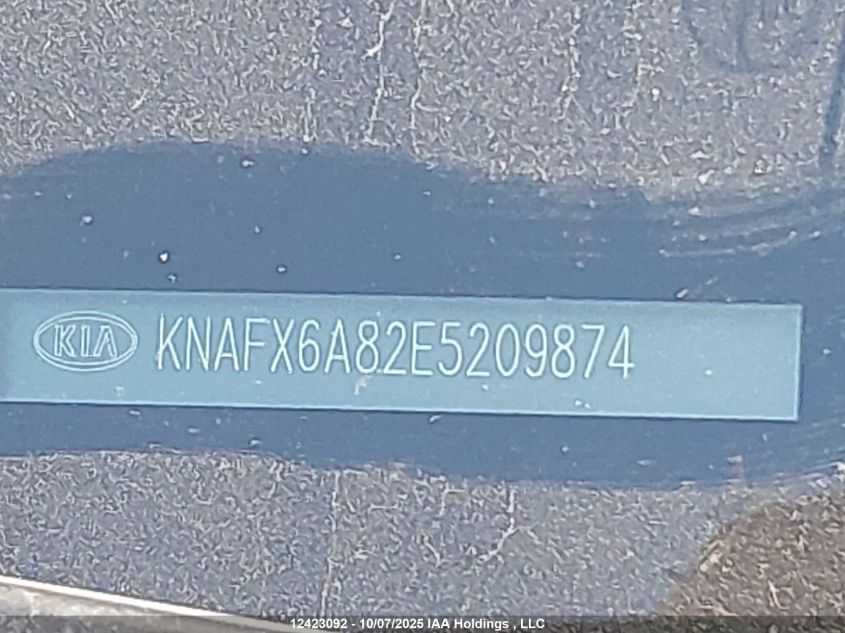 KIA KNAFX6A82E5209874
12423092 - 10/07/2025 IAA Holdings , LLC